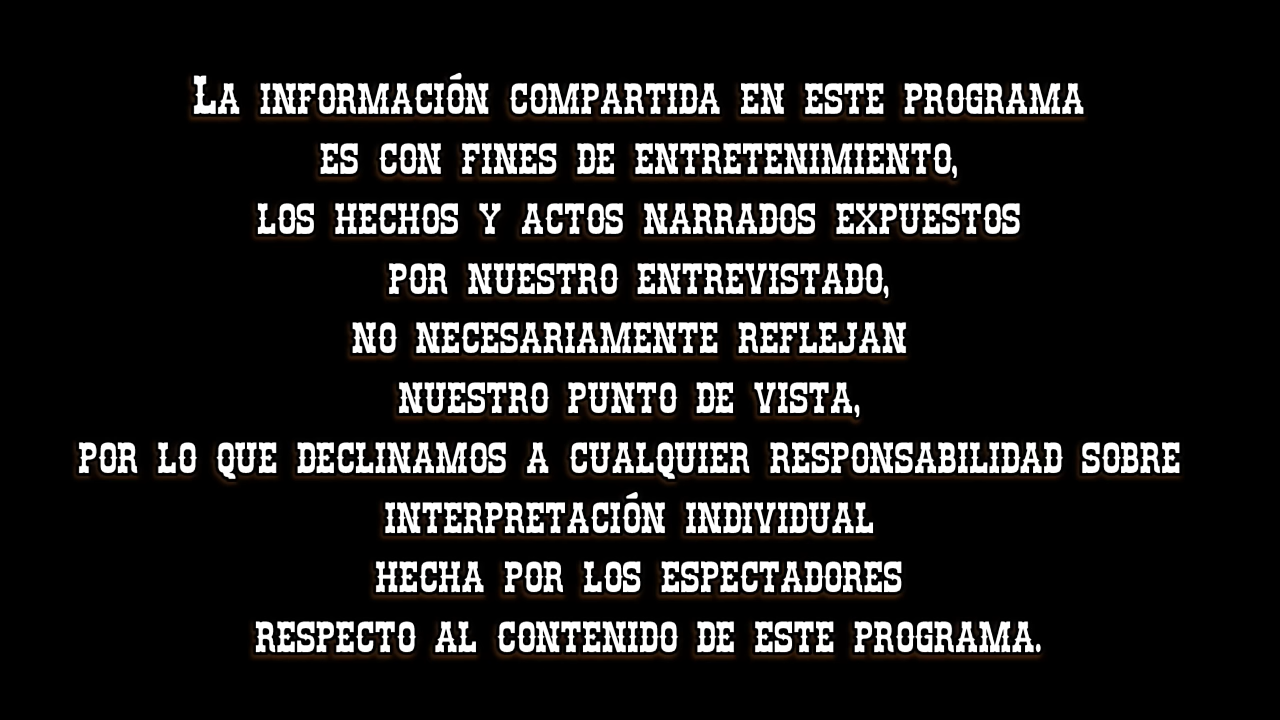 La información compartida en este programa
es con fines de entretenimiento,
los hechos y actos narrados expuestos
por nuestro entrevistado,
no necesariamente reflejan
nuestro punto de vista,
por lo que declinamos a cualquier responsabilidad sobre
interpretación individual
hecha por los espectadores
respecto al contenido de este programa.